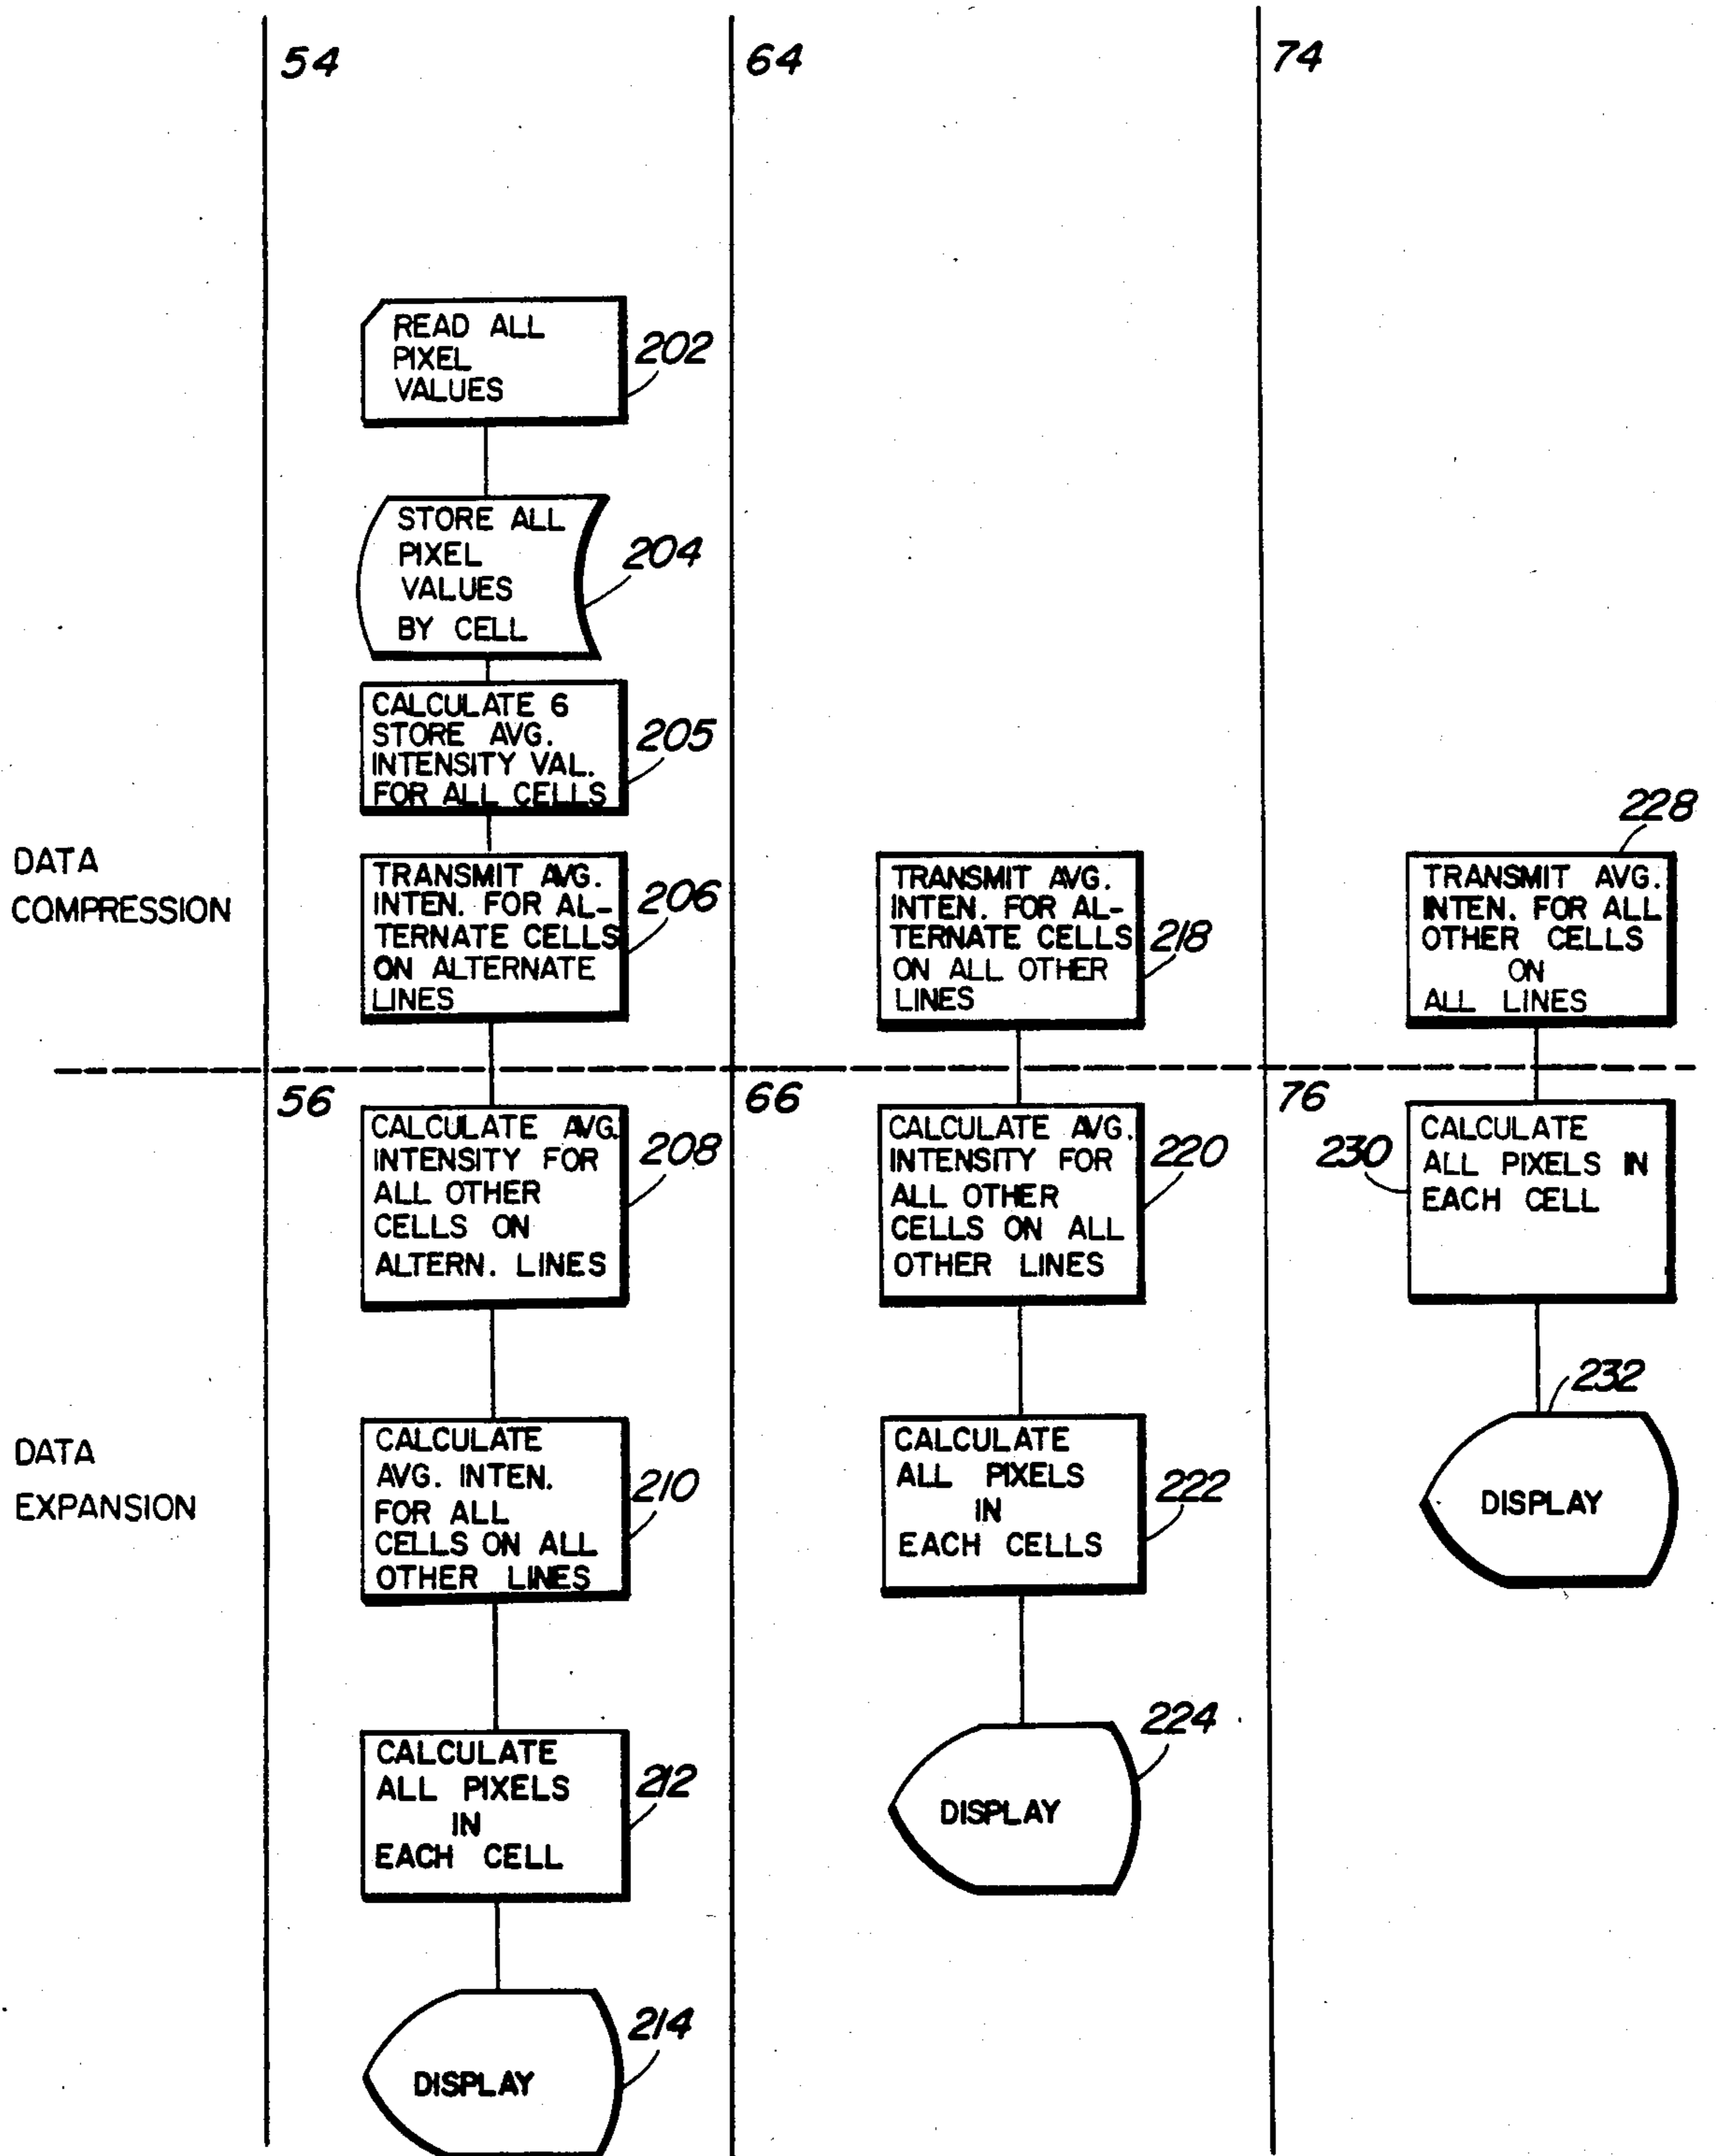 54
64
74
READ ALL
PIXEL
VALUES
202
STORE ALL
PIXEL
VALUES
BY CELL
204
CALCULATE 6
STORE AVG.
INTENSITY VAL.
FOR ALL CELLS
205
DATA
COMPRESSION
TRANSMIT AVG.
INTEN. FOR AL-
TERNATE CELLS
ON ALTERNATE
LINES
206
TRANSMIT AVG.
INTEN. FOR AL-
TERNATE CELLS
ON ALL OTHER
LINES
218
228
TRANSMIT AVG.
INTEN. FOR ALL
OTHER CELLS
ON
ALL LINES
56
66
76
CALCULATE AVG.
INTENSITY FOR
ALL OTHER
CELLS ON
ALTERN. LINES
208
CALCULATE AVG.
INTENSITY FOR
ALL OTHER
CELLS ON ALL
OTHER LINES
220
230
CALCULATE
ALL PIXELS IN
EACH CELL
DATA
EXPANSION
CALCULATE
AVG. INTEN.
FOR ALL
CELLS ON ALL
OTHER LINES
210
CALCULATE
ALL PIXELS
IN
EACH CELLS
222
232
DISPLAY
CALCULATE
ALL PIXELS
IN
EACH CELL
212
224
DISPLAY
214
DISPLAY